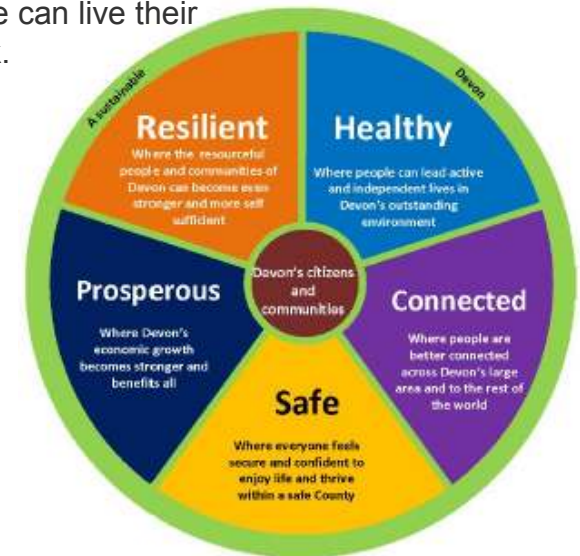 e can live their
.
A sustainable
Devon
Resilient
Where the resourceful
people and communities of
Devon can become even
stronger and more self
sufficient
Healthy
Where people can lead active
and independent lives in
Devon's outstanding
environment
Prosperous
Where Devon's
economic growth
becomes stronger and
benefits all
Devon's citizens
and
communities
Connected
Where people are
better connected
across Devon's large
area and to the rest of
the world
Safe
Where everyone feels
secure and confident to
enjoy life and thrive
within a safe County